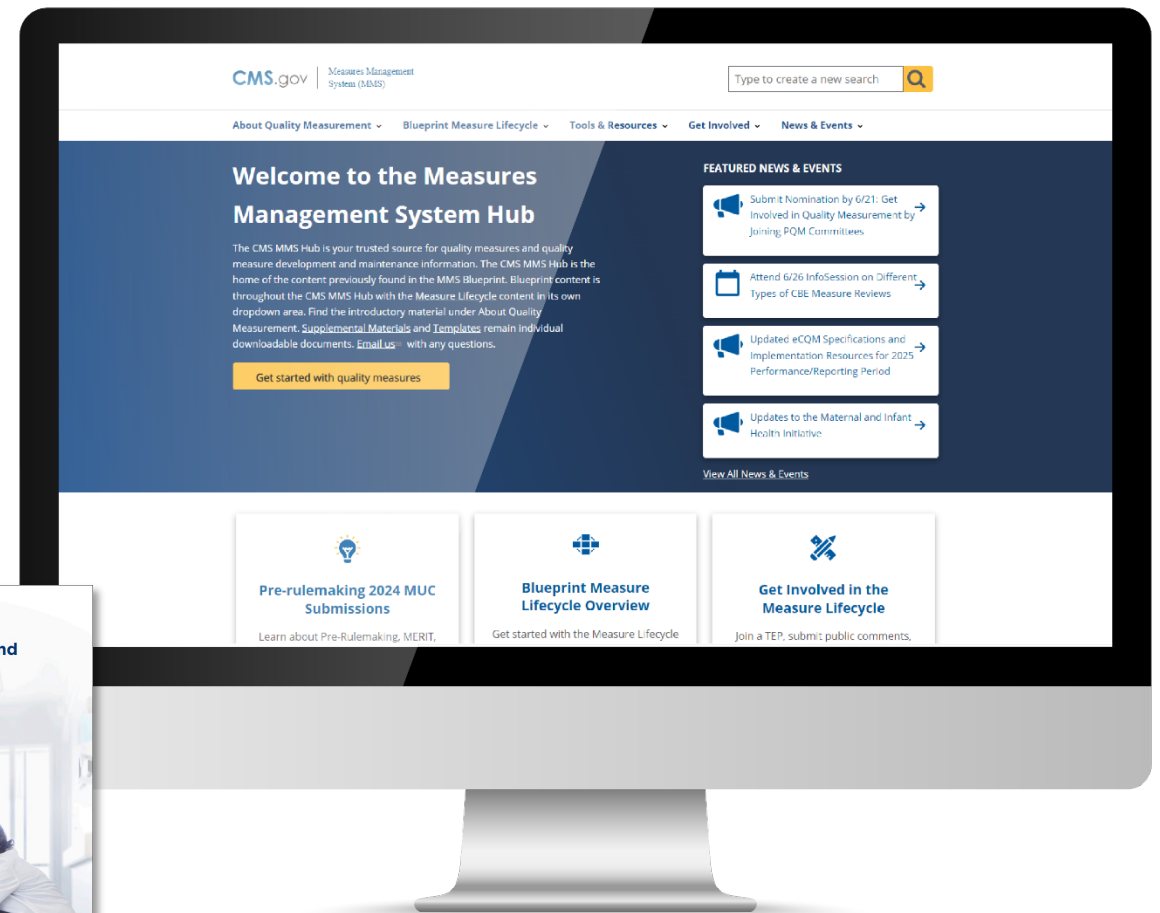 CMS.gov
Measures Management
System (MMS)
Type to create a new search
About Quality Measurement
Blueprint Measure Lifecycle
Tools & Resources
Get Involved
News & Events
Welcome to the Measures
Management System Hub
The CMS MMS Hub is your trusted source for quality measures and quality
measure development and maintenance information. The CMS MMS Hub is the
home of the content previously found in the MMS Blueprint. Blueprint content is
throughout the CMS MMS Hub with the Measure Lifecycle content in its own
dropdown area. Find the introductory material under About Quality
Measurement. Supplemental Materials and Templates remain individual
downloadable documents. Email us with any questions.
Get started with quality measures
FEATURED NEWS & EVENTS
Submit Nomination by 6/21: Get
Involved in Quality Measurement by
Joining PQM Committees
Attend 6/26 InfoSession on Different
Types of CBE Measure Reviews
Updated eCQM Specifications and
Implementation Resources for 2025
Performance/Reporting Period
Updates to the Maternal and Infant
Health Initiative
View All News & Events
Pre-rulemaking 2024 MUC
Submissions
Learn about Pre-Rulemaking, MERIT,
Blueprint Measure
Lifecycle Overview
Get started with the Measure Lifecycle
Get Involved in the
Measure Lifecycle
Join a TEP, submit public comments,